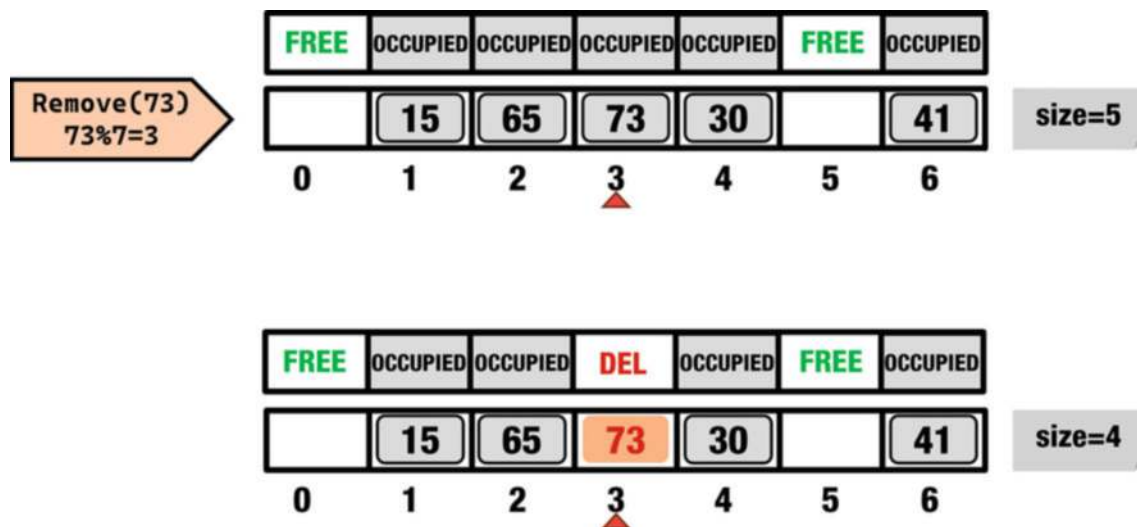 FREE OCCUPIED OCCUPIED OCCUPIED OCCUPIED FREE OCCUPIED
Remove(73)
73%7=3
15 65 73 30 41 size=5
0 1 2 3 4 5 6
FREE OCCUPIED OCCUPIED DEL OCCUPIED FREE OCCUPIED
15 65 73 30 41 size=4
0 1 2 3 4 5 6